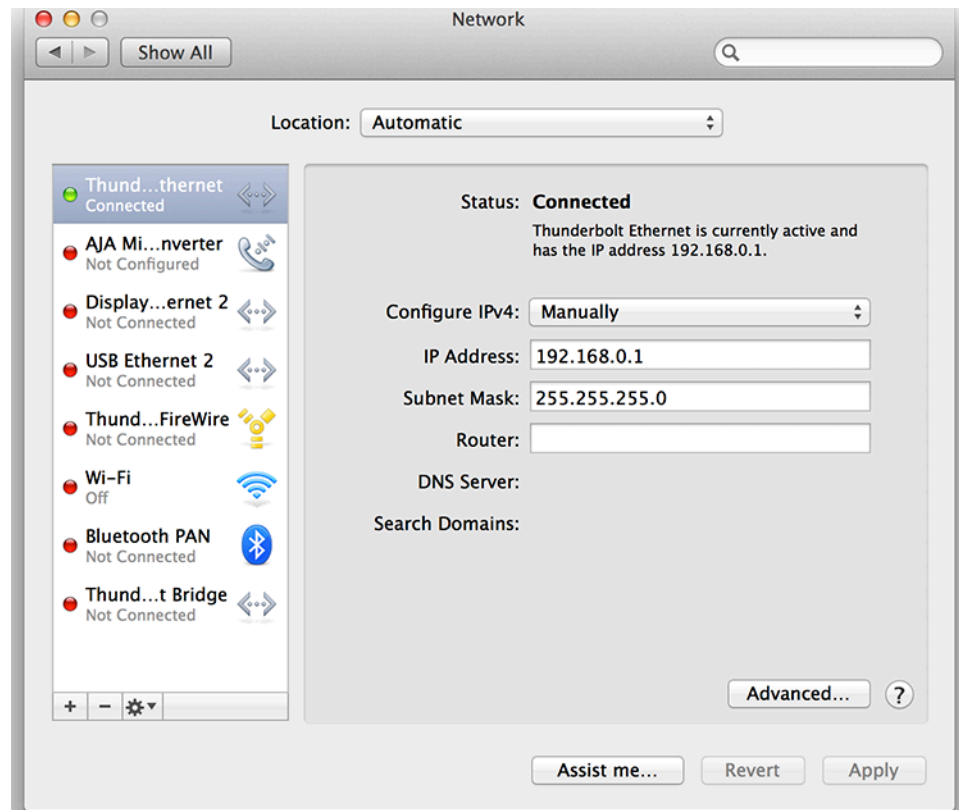 Network
Show All
Location: Automatic
Thund...thernet
Connected
AJA Mi...nverter
Not Configured
Display...ernet 2
Not Connected
USB Ethernet 2
Not Connected
Thund...FireWire
Not Connected
Wi-Fi
Off
Bluetooth PAN
Not Connected
Thund...t Bridge
Not Connected
Status: Connected
Thunderbolt Ethernet is currently active and
has the IP address 192.168.0.1.
Configure IPv4: Manually
IP Address: 192.168.0.1
Subnet Mask: 255.255.255.0
Router:
DNS Server:
Search Domains:
Advanced... ?
Assist me... Revert Apply